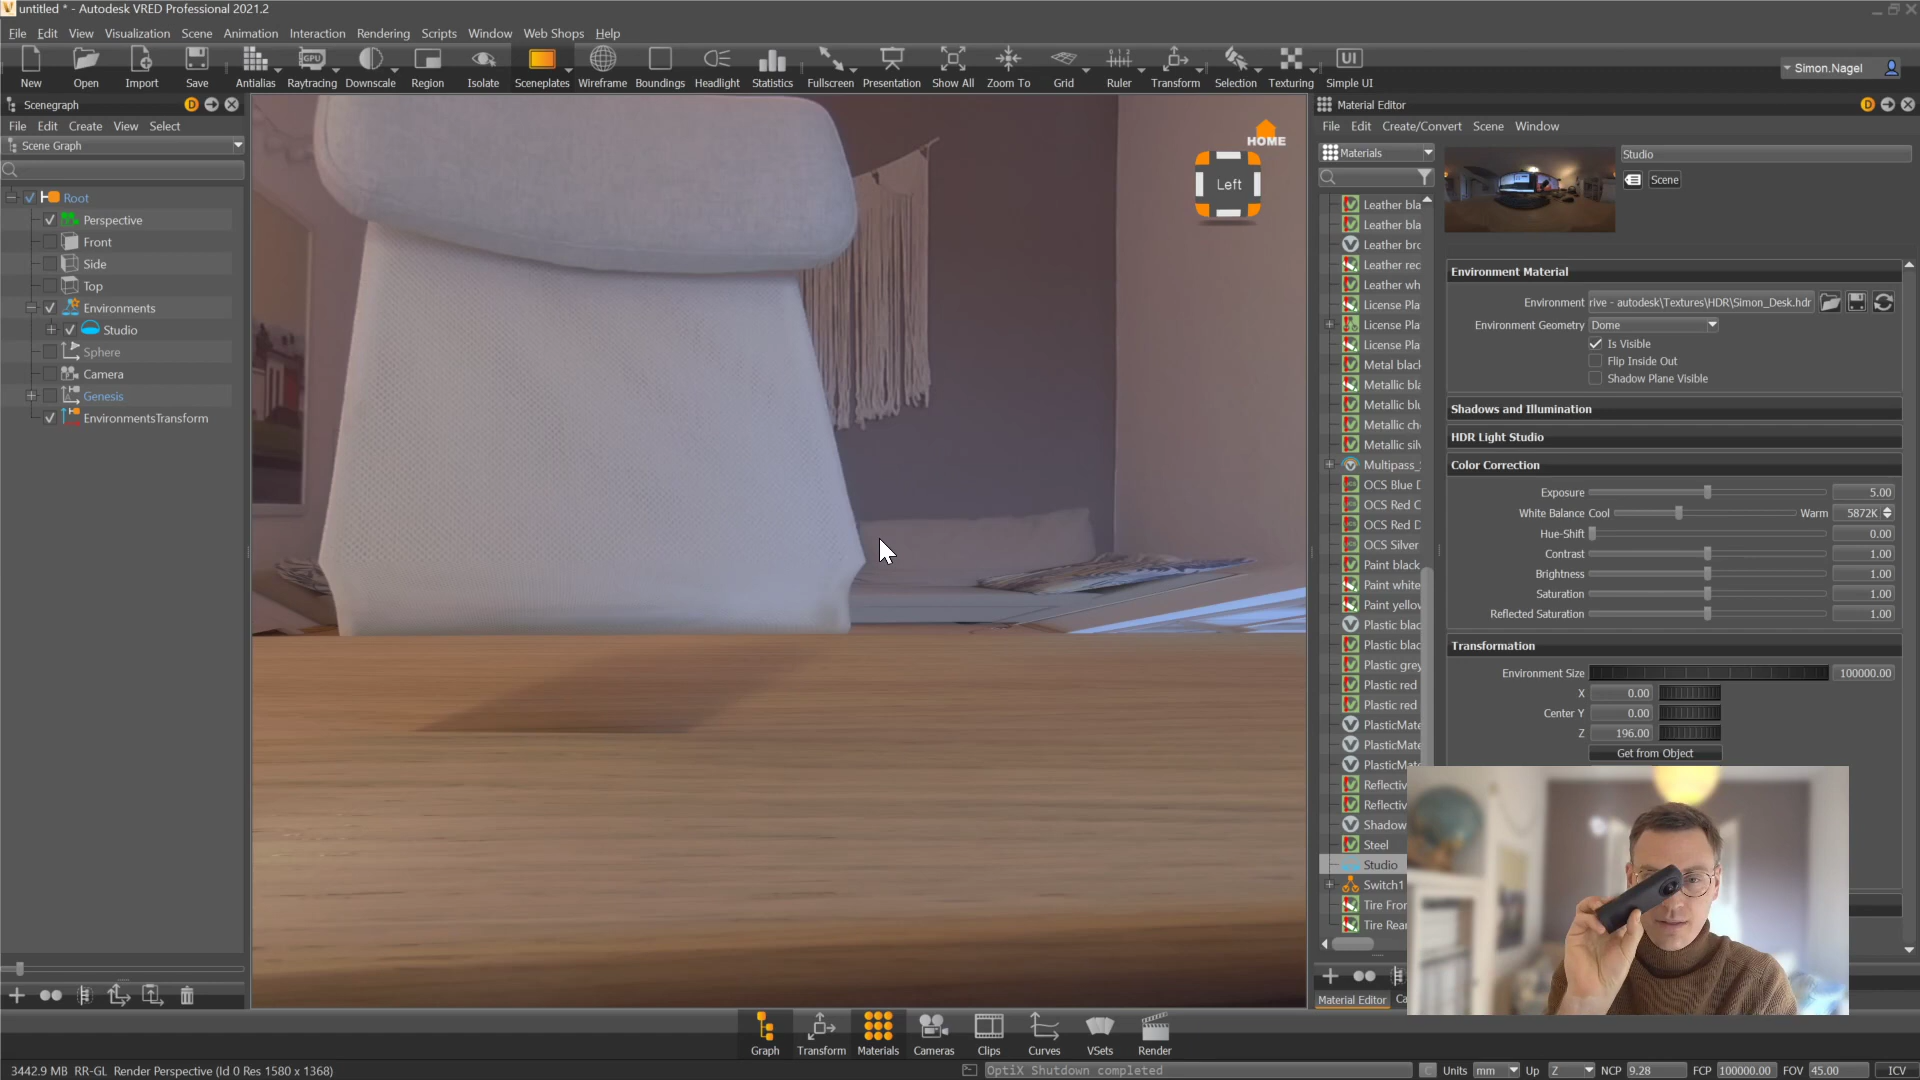 untitled * - Autodesk VRED Professional 2021.2
File Edit View Visualization Scene Animation Interaction Rendering Scripts Window Web Shops Help
New Open Import Save Antialias Raytracing Downscale Region Isolate Sceneplates Wireframe Boundings Headlight Statistics Fullscreen Presentation Show All Zoom To Grid Ruler Transform Selection Texturing Simple UI
Simon.Nagel
Scenegraph
File Edit Create View Select
Scene Graph
Root
Perspective
Front
Side
Top
Environments
Studio
Sphere
Camera
Genesis
EnvironmentsTransform
HOME
Left
Material Editor
File Edit Create/Convert Scene Window
Materials
Leather bla
Leather bla
Leather brc
Leather rec
Leather wh
License Pla
License Pla
License Pla
Metal black
Metallic bla
Metallic blu
Metallic che
Metallic silv
Multipass_
OCS Blue D
OCS Red C
OCS Red D
OCS Silver
Paint black
Paint white
Paint yellov
Plastic blac
Plastic blac
Plastic grey
Plastic red
Plastic red
PlasticMate
PlasticMate
PlasticMate
Reflectiv
Reflectiv
Shadow
Steel
Studio
Switch1
Tire Fror
Tire Rear
Material Editor
Studio
Scene
Environment Material
Environment rive - autodesk\Textures\HDR\Simon_Desk.hdr
Environment Geometry Dome
Is Visible
Flip Inside Out
Shadow Plane Visible
Shadows and Illumination
HDR Light Studio
Color Correction
Exposure 5.00
White Balance Cool Warm 5872K
Hue-Shift 0.00
Contrast 1.00
Brightness 1.00
Saturation 1.00
Reflected Saturation 1.00
Transformation
Environment Size 100000.00
X 0.00
Center Y 0.00
Z 196.00
Get from Object
Graph Transform Materials Cameras Clips Curves VSets Render
3442.9 MB RR-GL Render Perspective (Id 0 Res 1580 x 1368)
OptiX Shutdown completed
Units mm Up Z NCP 9.28 FCP 100000.00 FOV 45.00 ICV